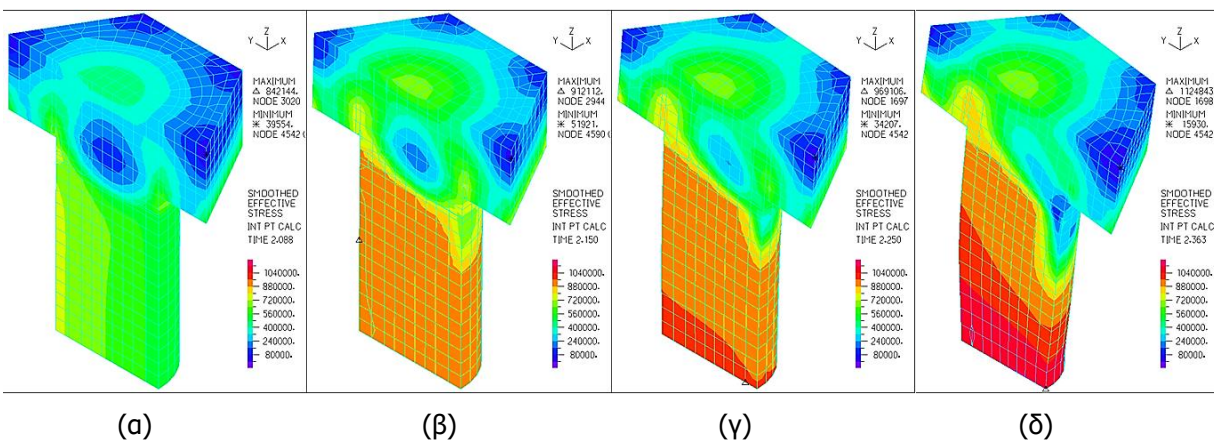 Z
Y X
MAXIMUM
△ 842144.
NODE 3020
MINIMUM
* 39554.
NODE 4542 (
SMOOTHED
EFFECTIVE
STRESS
INT PT CALC
TIME 2.088
1040000.
880000.
720000.
560000.
400000.
240000.
80000.
(α)
Z
Y X
MAXIMUM
△ 912112.
NODE 2944
MINIMUM
* 51921.
NODE 4590 (
SMOOTHED
EFFECTIVE
STRESS
INT PT CALC
TIME 2.150
1040000.
880000.
720000.
560000.
400000.
240000.
80000.
(β)
Z
Y X
MAXIMUM
△ 969106.
NODE 1697
MINIMUM
* 34207.
NODE 4542
SMOOTHED
EFFECTIVE
STRESS
INT PT CALC
TIME 2.250
1040000.
880000.
720000.
560000.
400000.
240000.
80000.
(γ)
Z
Y X
MAXIMUM
△ 1124843
NODE 1698
MINIMUM
* 15930.
NODE 4542
SMOOTHED
EFFECTIVE
STRESS
INT PT CALC
TIME 2.363
1040000.
880000.
720000.
560000.
400000.
240000.
80000.
(δ)